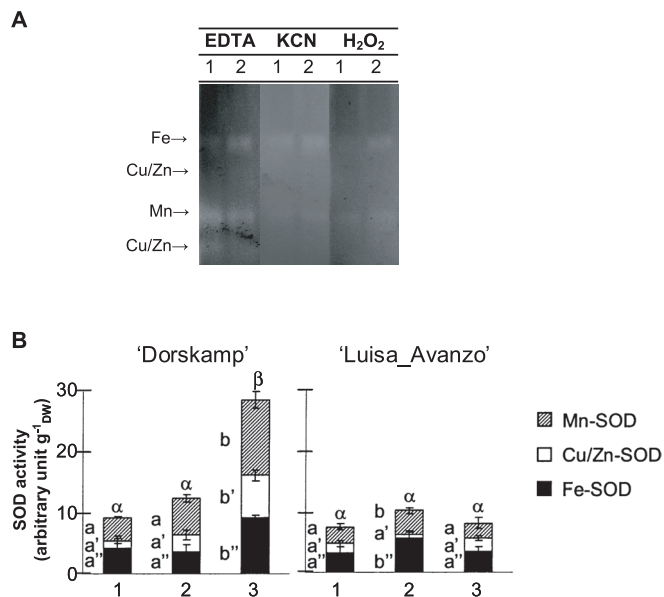 A
EDTA KCN H₂O₂
1 2 1 2 1 2
Fe→
Cu/Zn→
Mn→
Cu/Zn→
B
'Dorskamp' 'Luisa_Avanzo'
SOD activity
(arbitrary unit g⁻¹DW)
30
20
10
0
α α β α α α
a a b a b a
a' a' b' a' a' a'
a'' a'' b'' a'' b'' a''
1 2 3 1 2 3
Mn-SOD
Cu/Zn-SOD
Fe-SOD